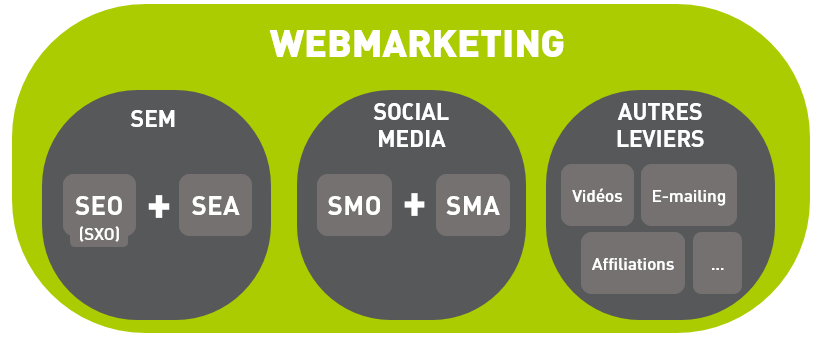 WEBMARKETING
SEM
SEO + SEA
(SXO)
SOCIAL
MEDIA
SMO + SMA
AUTRES
LEVIERS
Vidéos
E-mailing
Affiliations
...